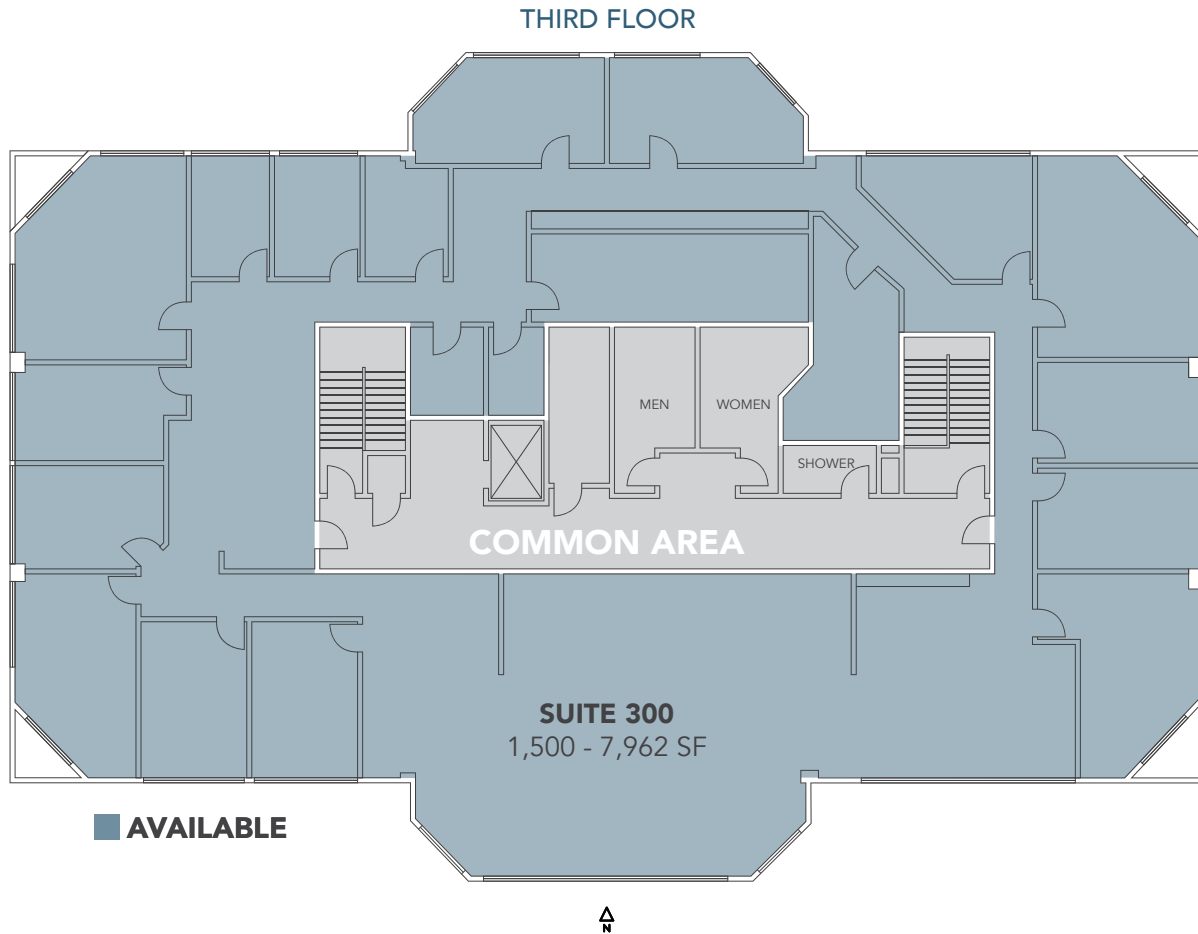 THIRD FLOOR
MEN
WOMEN
SHOWER
COMMON AREA
SUITE 300
1,500 - 7,962 SF
AVAILABLE
N